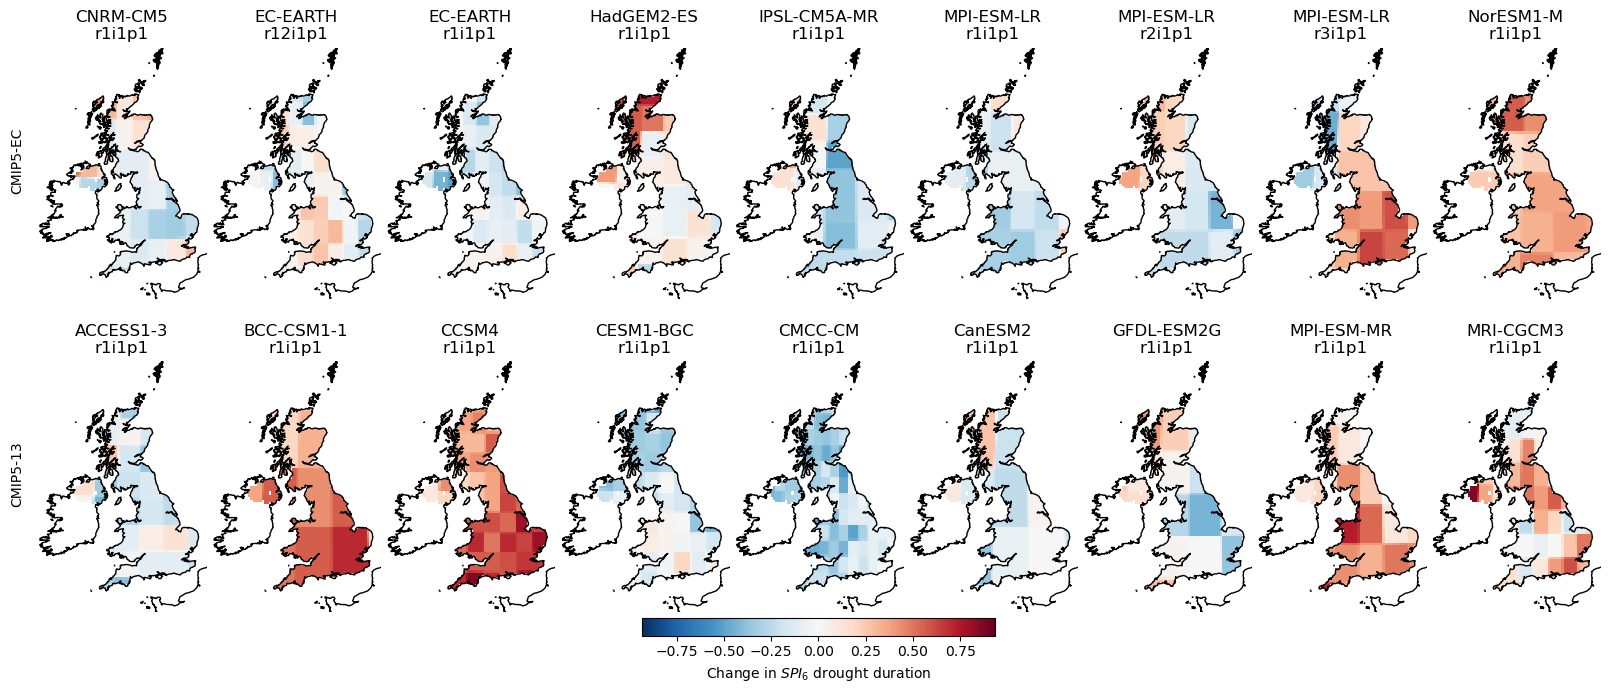 CNRM-CM5 EC-EARTH EC-EARTH HadGEM2-ES IPSL-CM5A-MR MPI-ESM-LR MPI-ESM-LR MPI-ESM-LR NorESM1-M
r1i1p1 r12i1p1 r1i1p1 r1i1p1 r1i1p1 r1i1p1 r2i1p1 r3i1p1 r1i1p1
CMIP5-EC
ACCESS1-3 BCC-CSM1-1 CCSM4 CESM1-BGC CMCC-CM CanESM2 GFDL-ESM2G MPI-ESM-MR MRI-CGCM3
r1i1p1 r1i1p1 r1i1p1 r1i1p1 r1i1p1 r1i1p1 r1i1p1 r1i1p1 r1i1p1
CMIP5-13
−0.75 −0.50 −0.25 0.00 0.25 0.50 0.75
Change in SPI6 drought duration